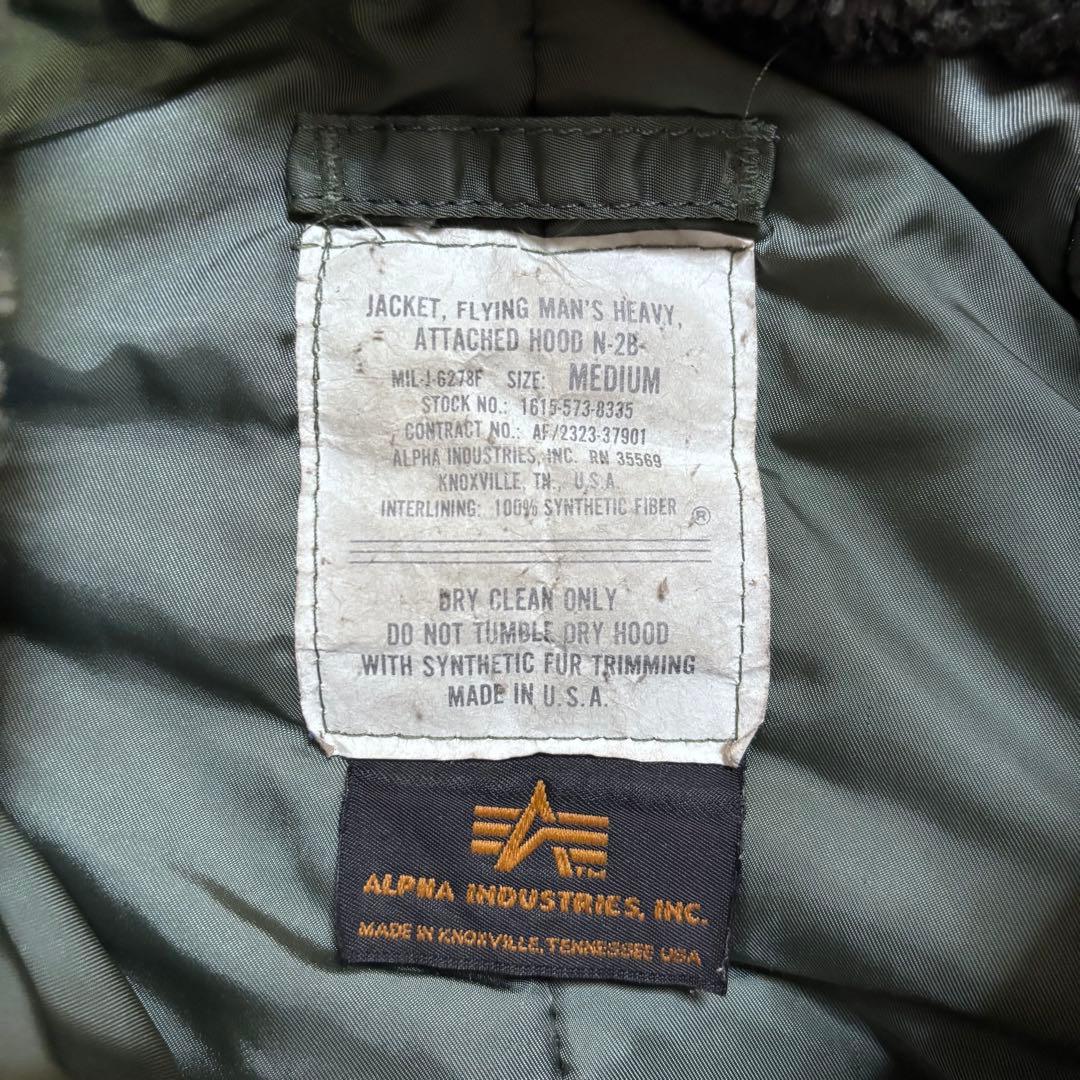 JACKET, FLYING MAN'S HEAVY,
ATTACHED HOOD N-2B-
MIL-J-6278F SIZE: MEDIUM
STOCK NO.: 1615-573-8335
CONTRACT NO.: AF/2323-37901
ALPHA INDUSTRIES, INC. RN 35569
KNOXVILLE, TN., U.S.A.
INTERLINING: 100% SYNTHETIC FIBER ®
DRY CLEAN ONLY
DO NOT TUMBLE DRY HOOD
WITH SYNTHETIC FUR TRIMMING
MADE IN U.S.A.
TM
ALPHA INDUSTRIES, INC.
MADE IN KNOXVILLE, TENNESSEE USA